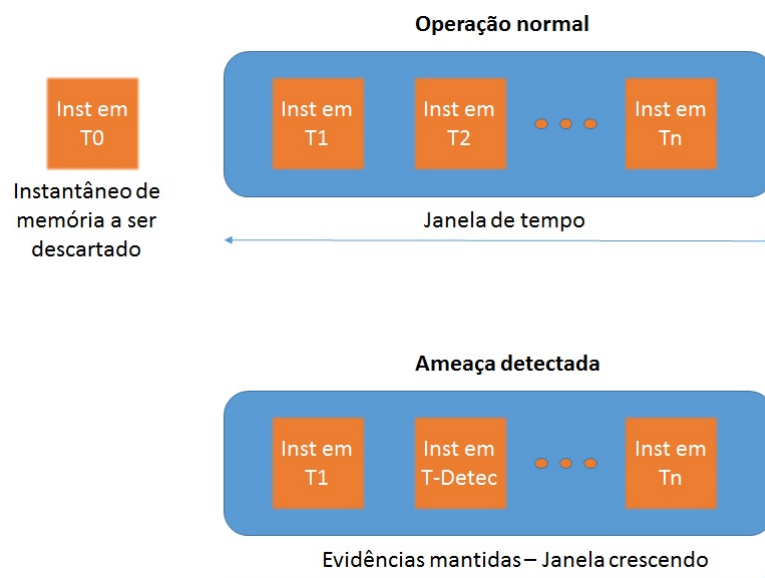 Operação normal
Inst em
T0
Inst em
T1
Inst em
T2
Inst em
Tn
Instantâneo de
memória a ser
descartado
Janela de tempo
Ameaça detectada
Inst em
T1
Inst em
T-Detec
Inst em
Tn
Evidências mantidas – Janela crescendo